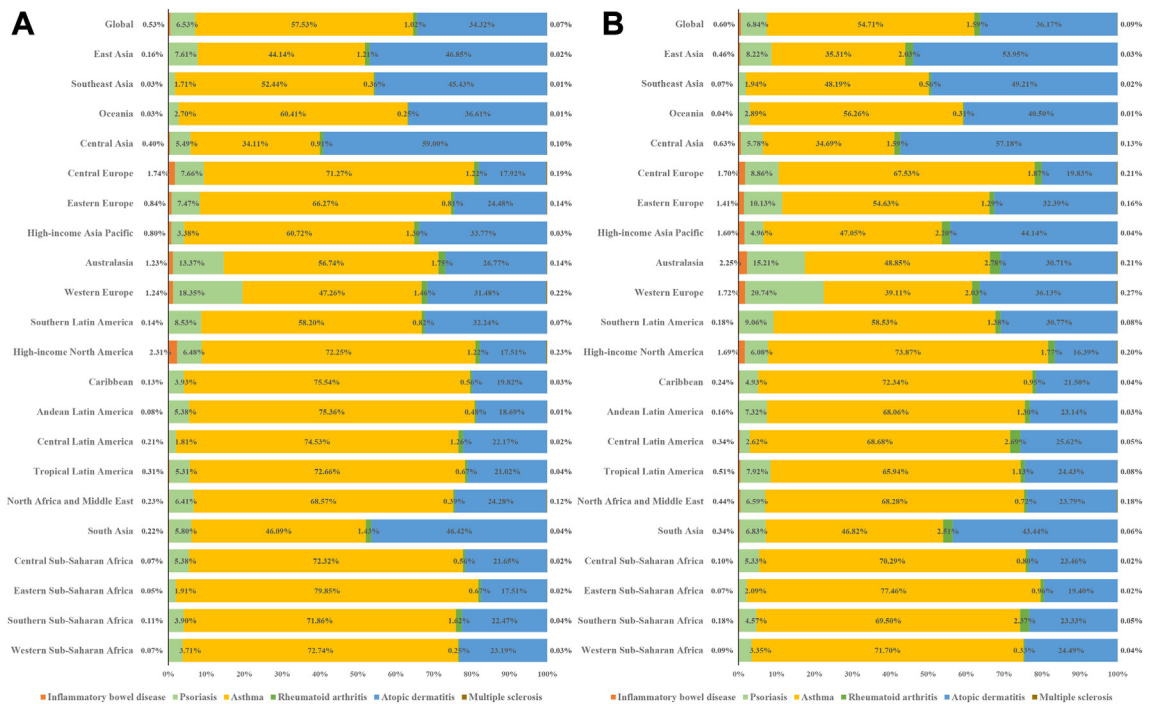 A
Global 0.53% 6.53% 57.53% 1.02% 34.32% 0.07%
East Asia 0.16% 7.61% 44.14% 1.21% 46.85% 0.02%
Southeast Asia 0.03% 1.71% 52.44% 0.36% 45.43% 0.01%
Oceania 0.03% 2.70% 60.41% 0.25% 36.61% 0.01%
Central Asia 0.40% 5.49% 34.11% 0.91% 59.00% 0.10%
Central Europe 1.74% 7.66% 71.27% 1.22% 17.92% 0.19%
Eastern Europe 0.84% 7.47% 66.27% 0.81% 24.48% 0.14%
High-income Asia Pacific 0.80% 3.38% 60.72% 1.30% 33.77% 0.03%
Australasia 1.23% 13.37% 56.74% 1.75% 26.77% 0.14%
Western Europe 1.24% 18.35% 47.26% 1.46% 31.48% 0.22%
Southern Latin America 0.14% 8.53% 58.20% 0.82% 32.24% 0.07%
High-income North America 2.31% 6.48% 72.25% 1.22% 17.51% 0.23%
Caribbean 0.13% 3.93% 75.54% 0.56% 19.82% 0.03%
Andean Latin America 0.08% 5.38% 75.36% 18.69% 0.01%
Central Latin America 0.21% 1.81% 74.53% 1.26% 22.17% 0.02%
Tropical Latin America 0.31% 5.31% 72.66% 0.67% 21.02% 0.04%
North Africa and Middle East 0.23% 6.41% 68.57% 0.39% 24.28% 0.12%
South Asia 0.22% 5.80% 46.09% 1.43% 46.42% 0.04%
Central Sub-Saharan Africa 0.07% 5.38% 72.32% 0.56% 21.65% 0.02%
Eastern Sub-Saharan Africa 0.05% 1.91% 79.85% 0.67% 17.51% 0.02%
Southern Sub-Saharan Africa 0.11% 3.90% 71.86% 1.62% 22.47% 0.04%
Western Sub-Saharan Africa 0.07% 3.71% 72.74% 0.25% 23.19% 0.03%
0% 10% 20% 30% 40% 50% 60% 70% 80% 90% 100%
Inflammatory bowel disease Psoriasis Asthma Rheumatoid arthritis Atopic dermatitis Multiple sclerosis
B
Global 0.60% 6.84% 54.71% 1.59% 36.17% 0.09%
East Asia 0.46% 8.22% 35.31% 2.03% 53.95% 0.03%
Southeast Asia 0.07% 1.94% 48.19% 0.56% 49.21% 0.02%
Oceania 0.04% 2.89% 56.26% 0.31% 40.50% 0.01%
Central Asia 0.63% 5.78% 34.69% 1.59% 57.18% 0.13%
Central Europe 1.70% 8.86% 67.53% 1.87% 19.83% 0.21%
Eastern Europe 1.41% 10.13% 54.63% 1.29% 32.39% 0.16%
High-income Asia Pacific 1.60% 4.96% 47.05% 2.20% 44.14% 0.04%
Australasia 2.25% 15.21% 48.85% 2.78% 30.71% 0.21%
Western Europe 1.72% 20.74% 39.11% 2.03% 36.13% 0.27%
Southern Latin America 0.18% 9.06% 58.53% 1.38% 30.77% 0.08%
High-income North America 1.69% 6.08% 73.87% 1.77% 16.39% 0.20%
Caribbean 0.24% 4.93% 72.34% 0.95% 21.50% 0.04%
Andean Latin America 0.16% 7.32% 68.06% 1.30% 23.14% 0.03%
Central Latin America 0.34% 2.62% 68.68% 2.69% 25.62% 0.05%
Tropical Latin America 0.51% 7.92% 65.94% 1.13% 24.43% 0.08%
North Africa and Middle East 0.44% 6.59% 68.28% 0.72% 23.79% 0.18%
South Asia 0.34% 6.83% 46.82% 2.51% 43.44% 0.06%
Central Sub-Saharan Africa 0.10% 5.33% 70.29% 0.80% 23.46% 0.02%
Eastern Sub-Saharan Africa 0.07% 2.09% 77.46% 0.96% 19.40% 0.02%
Southern Sub-Saharan Africa 0.18% 4.57% 69.50% 2.37% 23.33% 0.05%
Western Sub-Saharan Africa 0.09% 3.35% 71.70% 0.33% 24.49% 0.04%
0% 10% 20% 30% 40% 50% 60% 70% 80% 90% 100%
Inflammatory bowel disease Psoriasis Asthma Rheumatoid arthritis Atopic dermatitis Multiple sclerosis